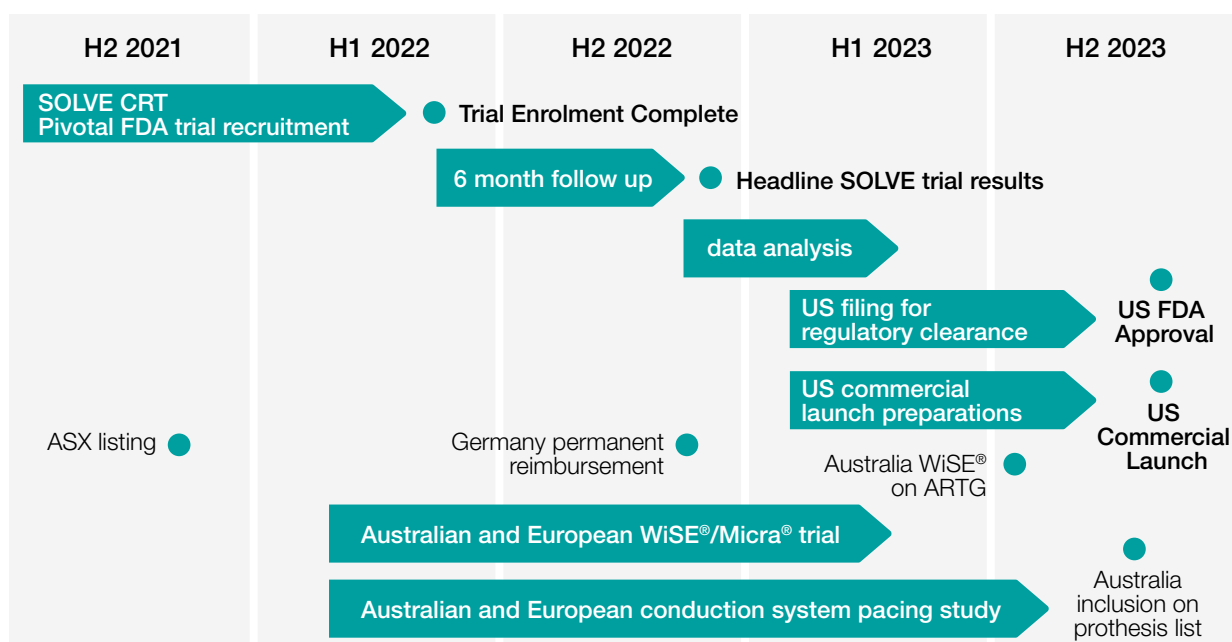 H2 2021
H1 2022
H2 2022
H1 2023
H2 2023
SOLVE CRT
Pivotal FDA trial recruitment
Trial Enrolment Complete
6 month follow up
Headline SOLVE trial results
data analysis
US filing for
regulatory clearance
US FDA
Approval
US commercial
launch preparations
US
Commercial
Launch
ASX listing
Germany permanent
reimbursement
Australia WiSE®
on ARTG
Australian and European WiSE®/Micra® trial
Australian and European conduction system pacing study
Australia
inclusion on
prothesis list